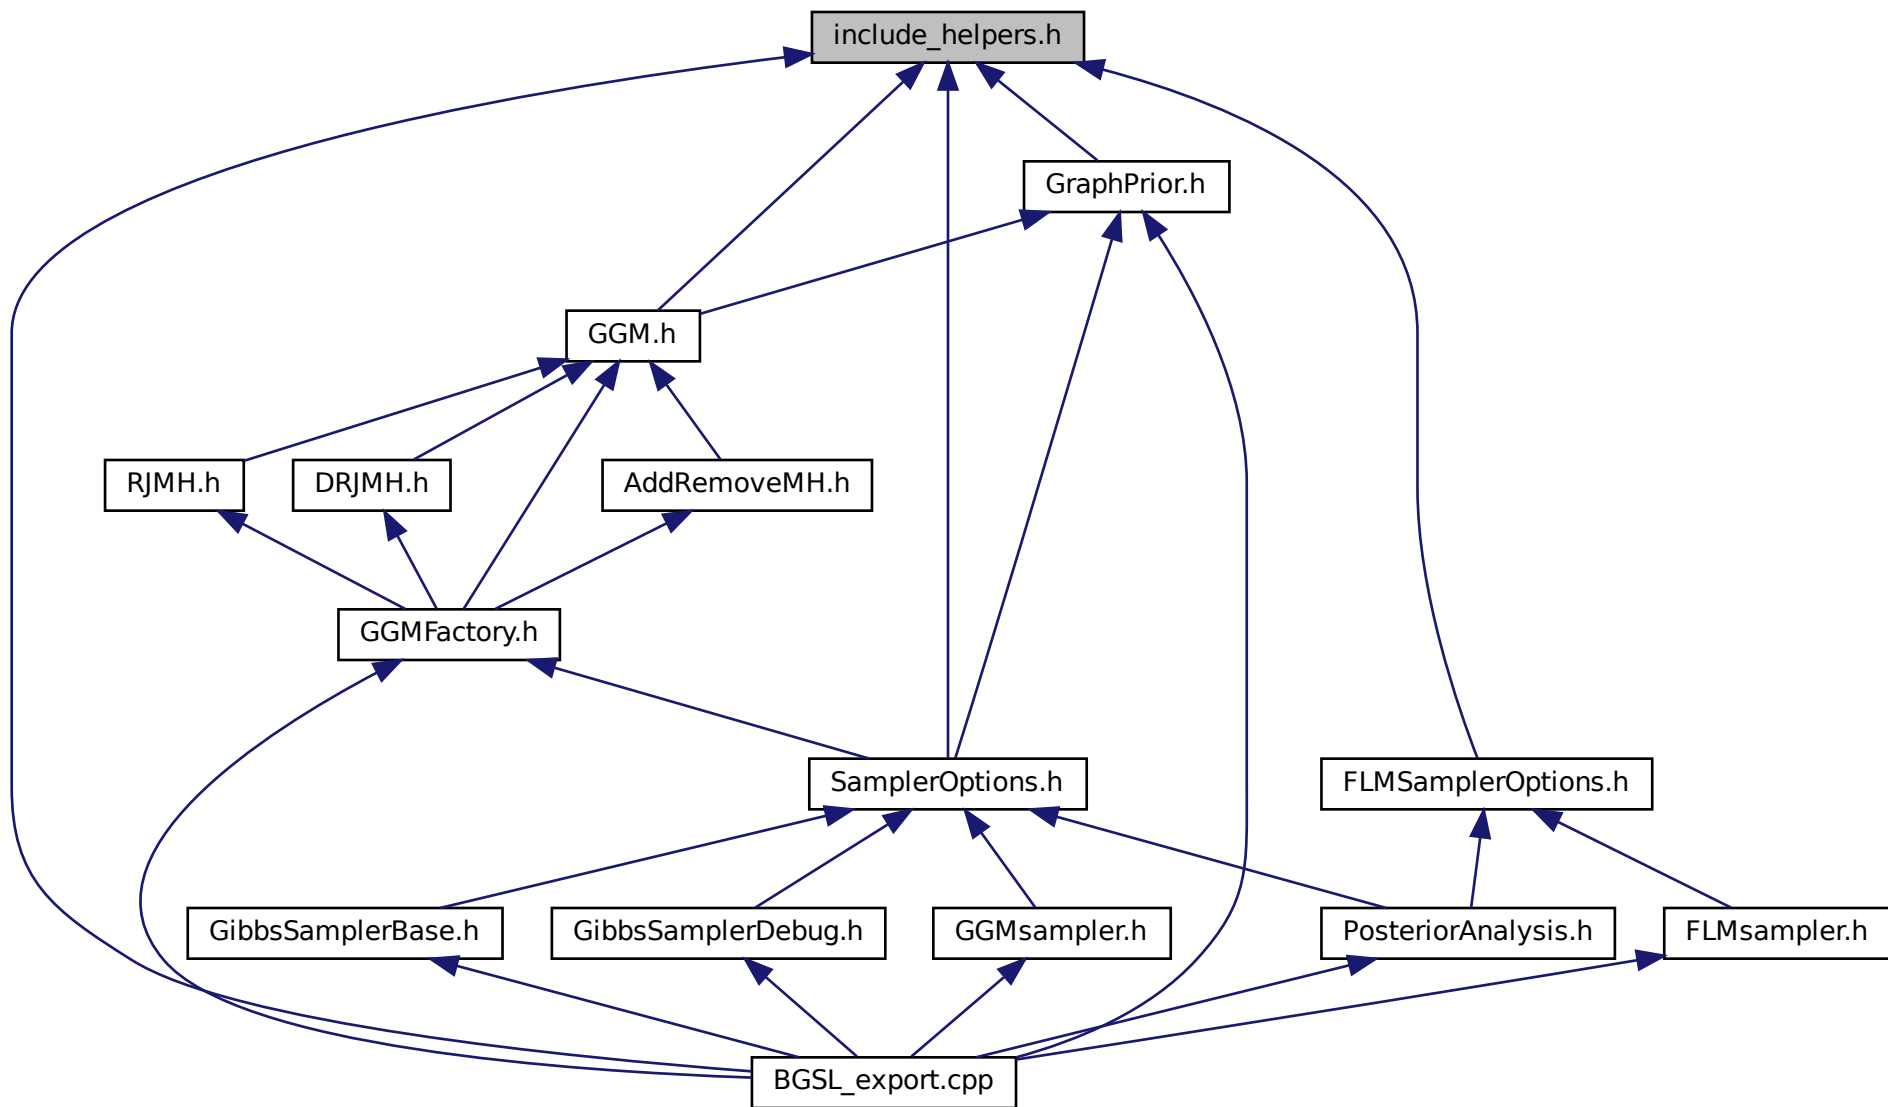 include_helpers.h
GraphPrior.h
GGM.h
RJMH.h
DRJMH.h
AddRemoveMH.h
GGMFactory.h
SamplerOptions.h
FLMSamplerOptions.h
GibbsSamplerBase.h
GibbsSamplerDebug.h
GGMsampler.h
PosteriorAnalysis.h
FLMsampler.h
BGSL_export.cpp